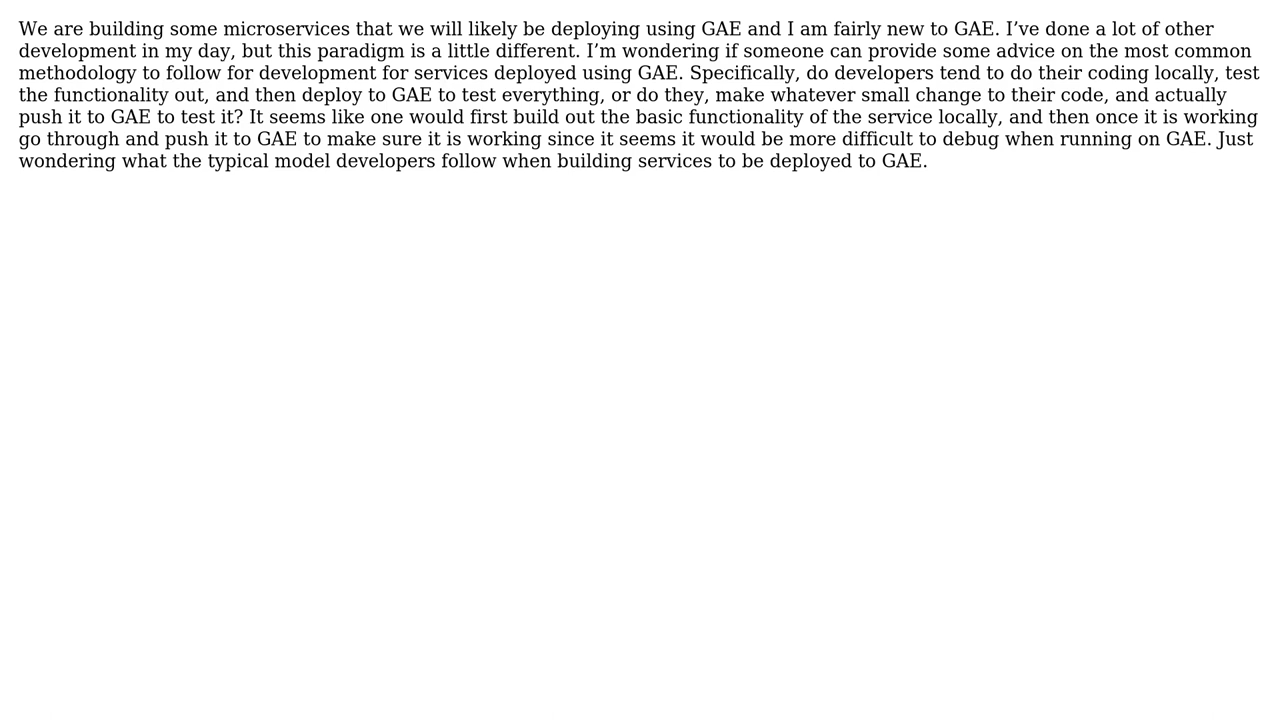 We are building some microservices that we will likely be deploying using GAE and I am fairly new to GAE. I’ve done a lot of other
development in my day, but this paradigm is a little different. I’m wondering if someone can provide some advice on the most common
methodology to follow for development for services deployed using GAE. Specifically, do developers tend to do their coding locally, test
the functionality out, and then deploy to GAE to test everything, or do they, make whatever small change to their code, and actually
push it to GAE to test it? It seems like one would first build out the basic functionality of the service locally, and then once it is working
go through and push it to GAE to make sure it is working since it seems it would be more difficult to debug when running on GAE. Just
wondering what the typical model developers follow when building services to be deployed to GAE.